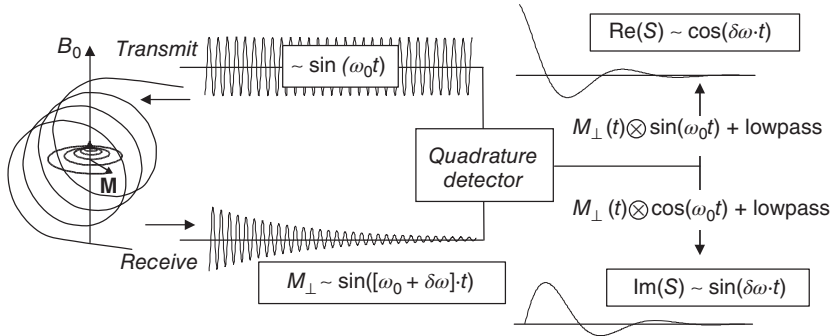 B₀
Transmit
~ sin (ω₀t)
M
Receive
M⊥ ~ sin([ω₀ + δω]·t)
Quadrature
detector
Re(S) ~ cos(δω·t)
M⊥(t)⊗sin(ω₀t) + lowpass
M⊥(t)⊗cos(ω₀t) + lowpass
Im(S) ~ sin(δω·t)